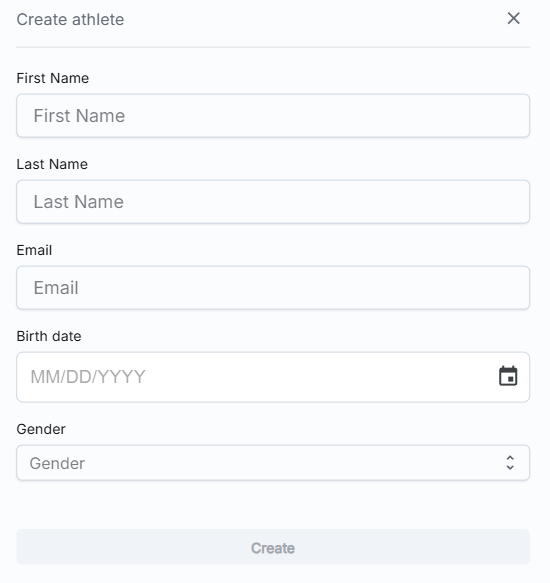 Create athlete
First Name
First Name
Last Name
Last Name
Email
Email
Birth date
MM/DD/YYYY
Gender
Gender
Create